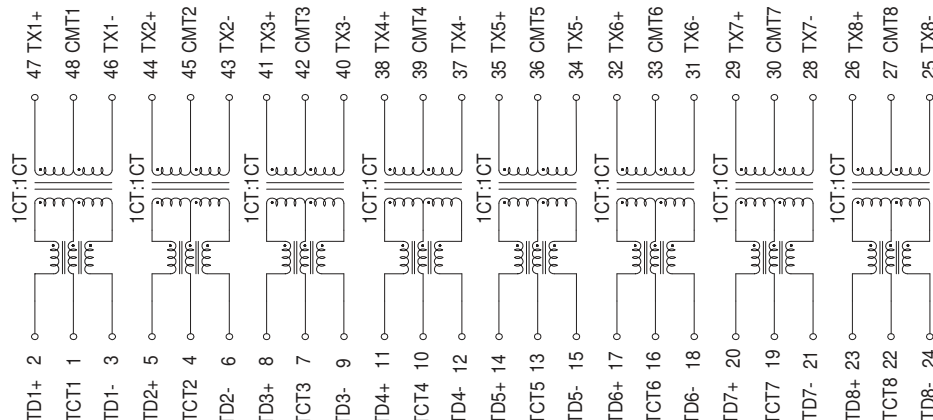 47 TX1+
48 CMT1
46 TX1-
44 TX2+
45 CMT2
43 TX2-
41 TX3+
42 CMT3
40 TX3-
38 TX4+
39 CMT4
37 TX4-
35 TX5+
36 CMT5
34 TX5-
32 TX6+
33 CMT6
31 TX6-
29 TX7+
30 CMT7
28 TX7-
26 TX8+
27 CMT8
25 TX8-
1CT:1CT
1CT:1CT
1CT:1CT
1CT:1CT
1CT:1CT
1CT:1CT
1CT:1CT
1CT:1CT
TD1+ 2
TCT1 1
TD1- 3
TD2+ 5
TCT2 4
TD2- 6
TD3+ 8
TCT3 7
TD3- 9
TD4+ 11
TCT4 10
TD4- 12
TD5+ 14
TCT5 13
TD5- 15
TD6+ 17
TCT6 16
TD6- 18
TD7+ 20
TCT7 19
TD7- 21
TD8+ 23
TCT8 22
TD8- 24